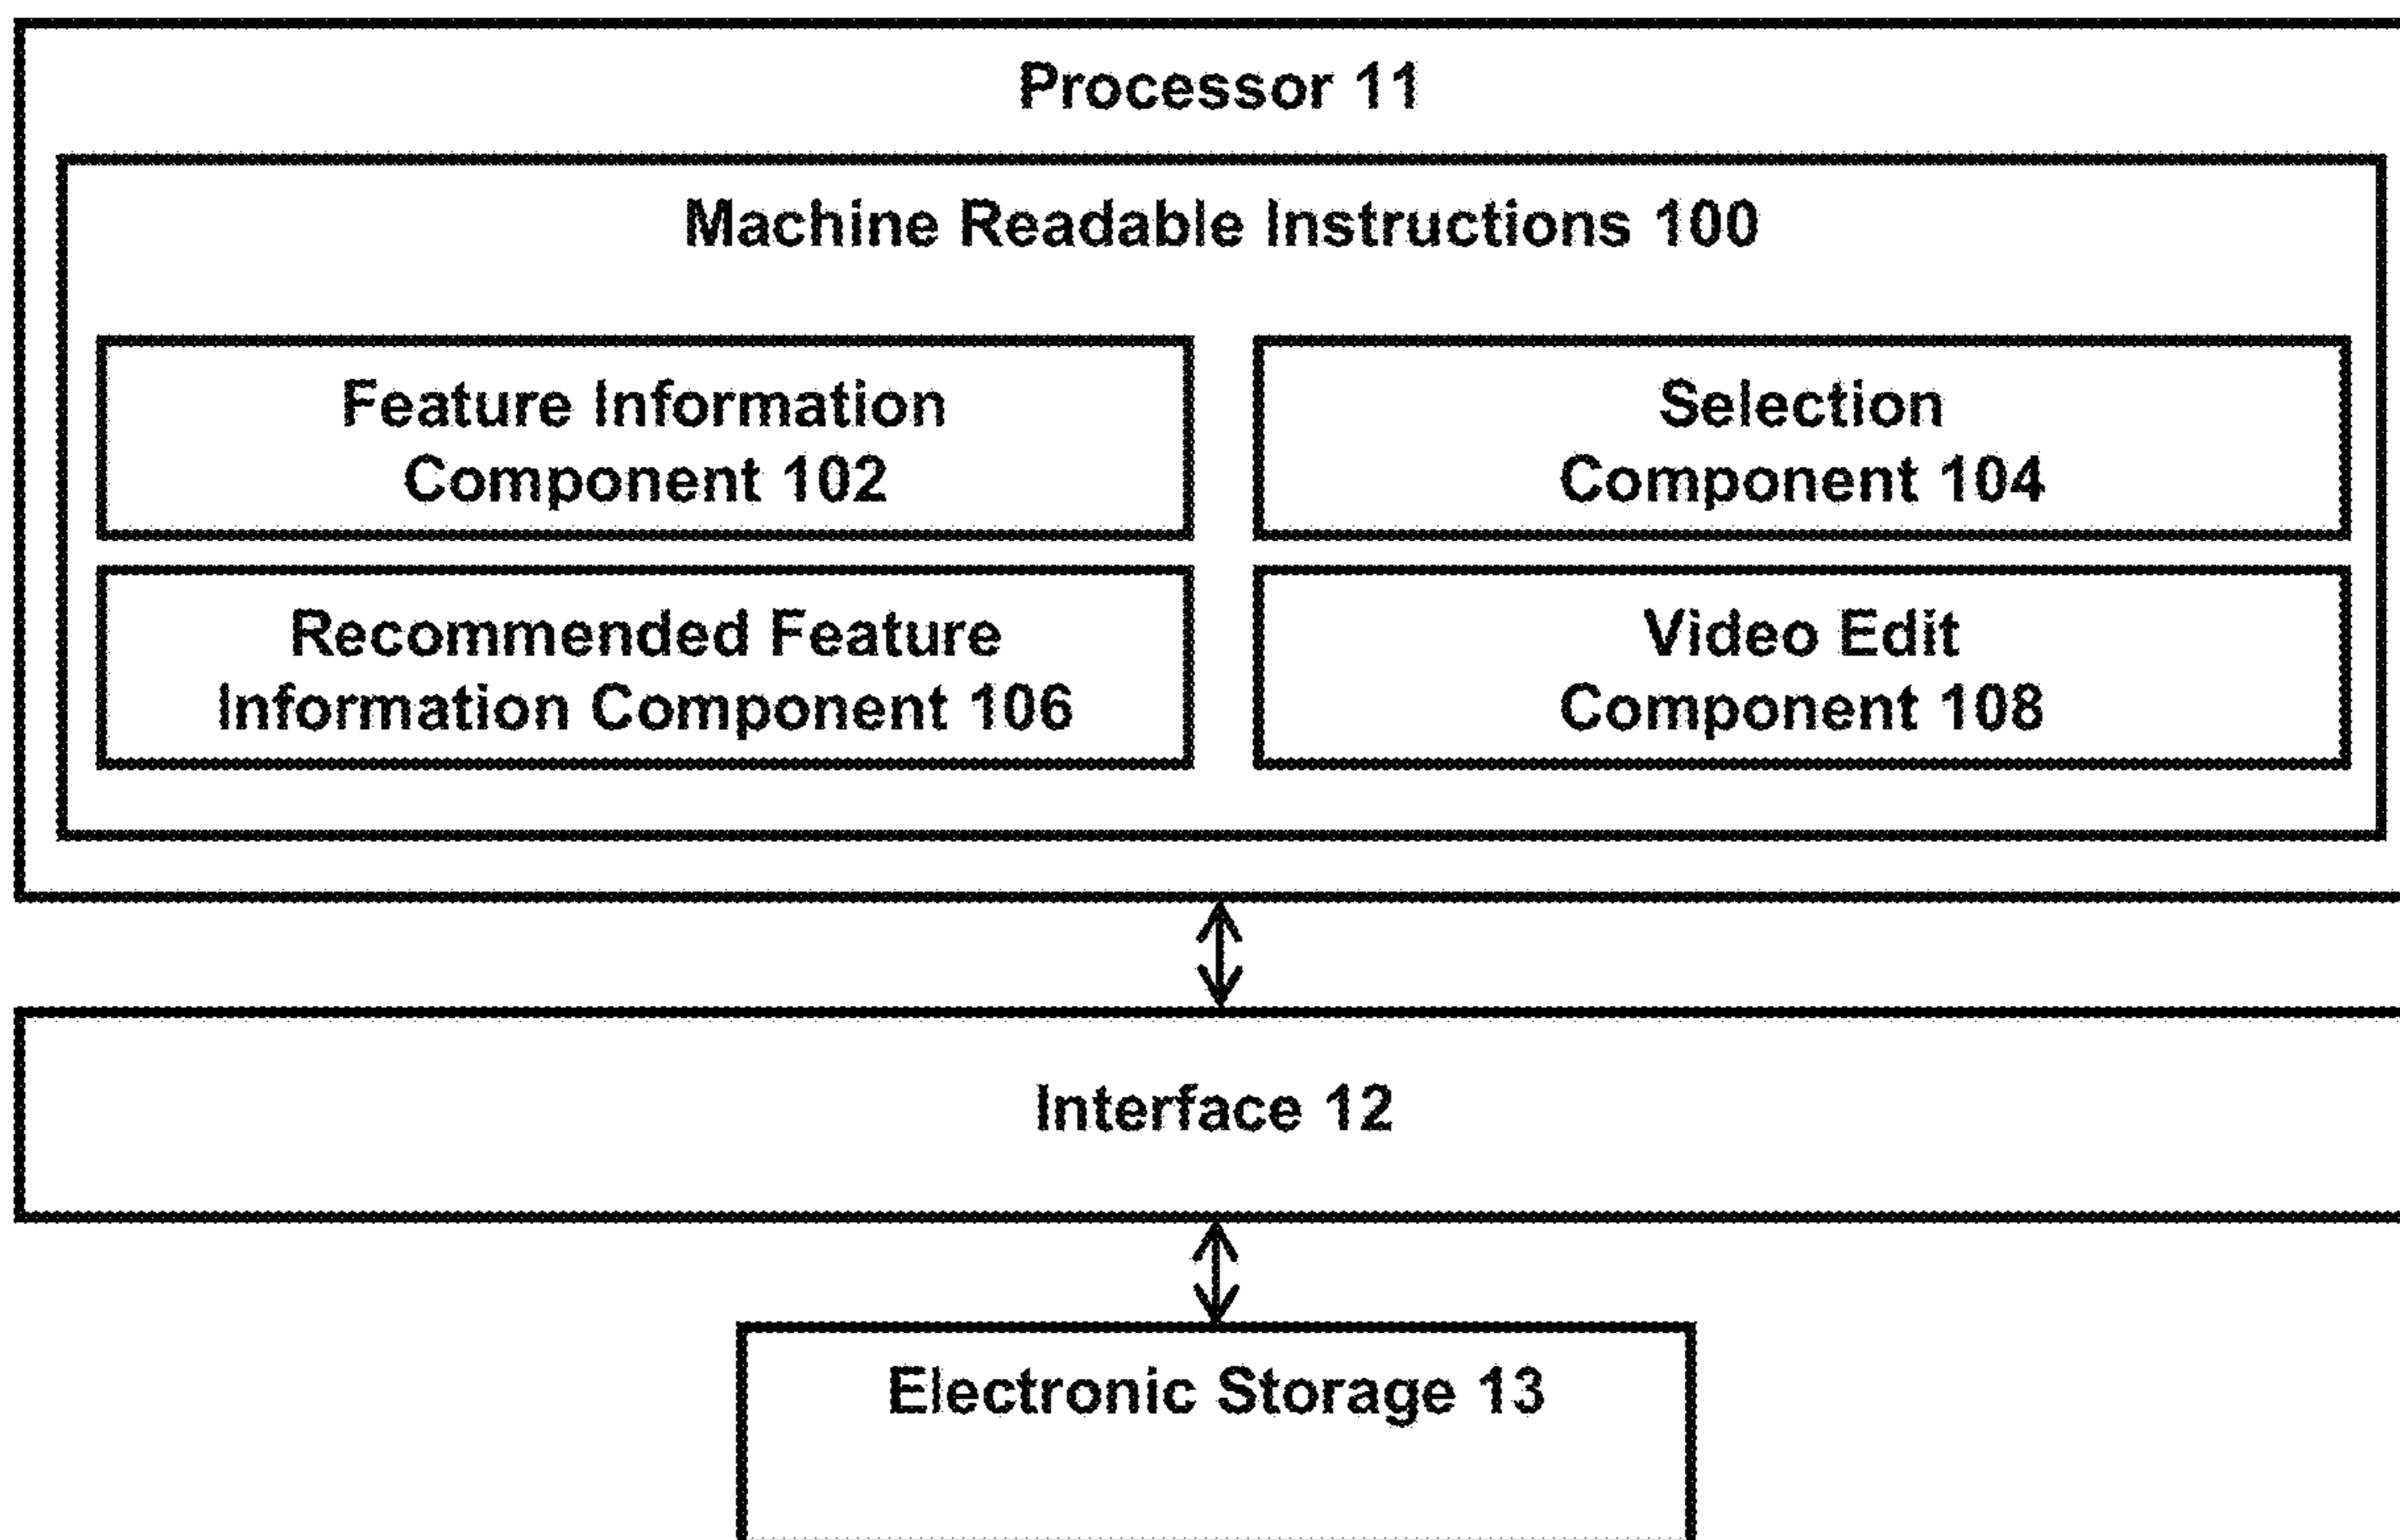 Processor 11
Machine Readable Instructions 100
Feature Information
Component 102
Selection
Component 104
Recommended Feature
Information Component 106
Video Edit
Component 108
Interface 12
Electronic Storage 13